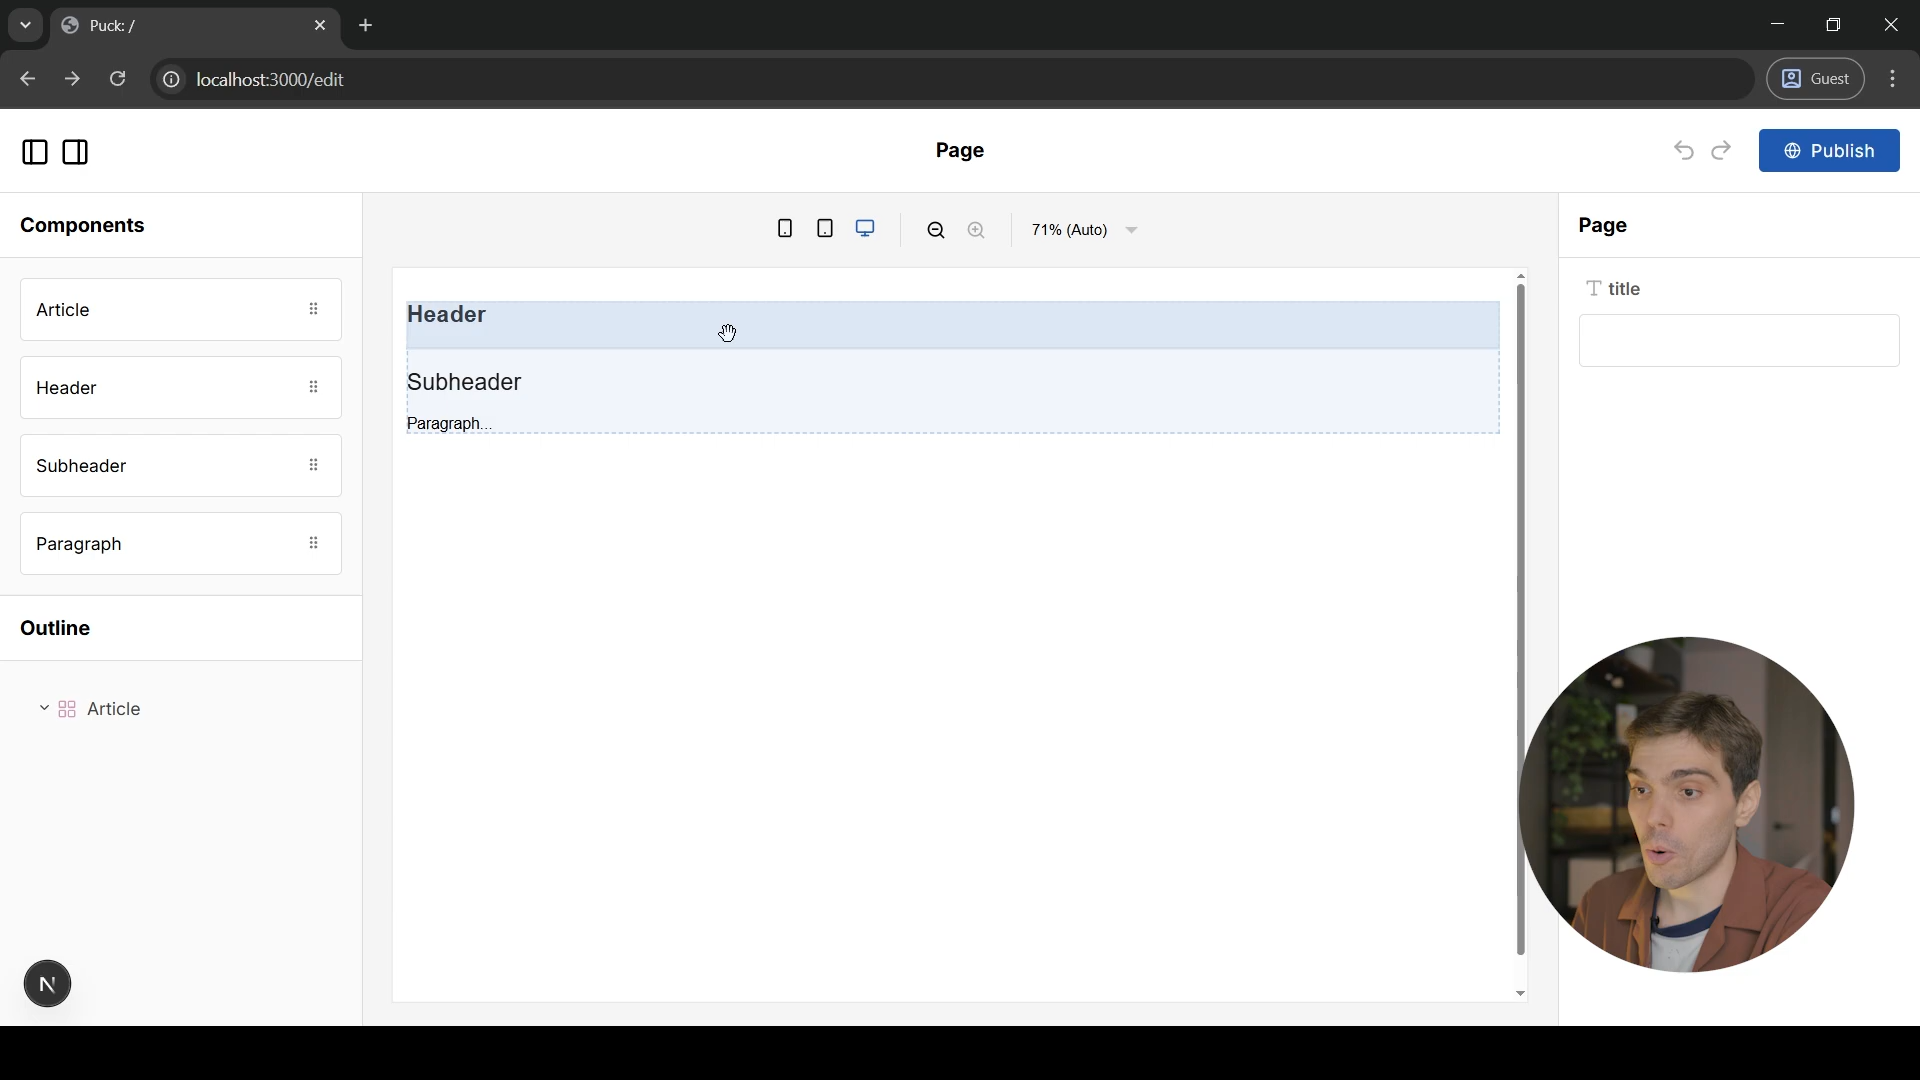 Puck: /
localhost:3000/edit
Guest
Page
Publish
Components
71% (Auto)
Page
Article
Header
Subheader
Paragraph
Header
Subheader
Paragraph...
title
Outline
Article
N